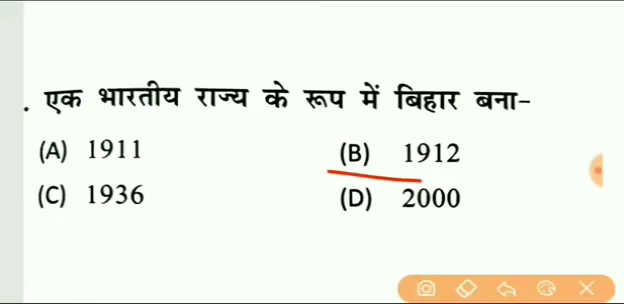 . एक भारतीय राज्य के रूप में बिहार बना-
(A) 1911 (B) 1912
(C) 1936 (D) 2000